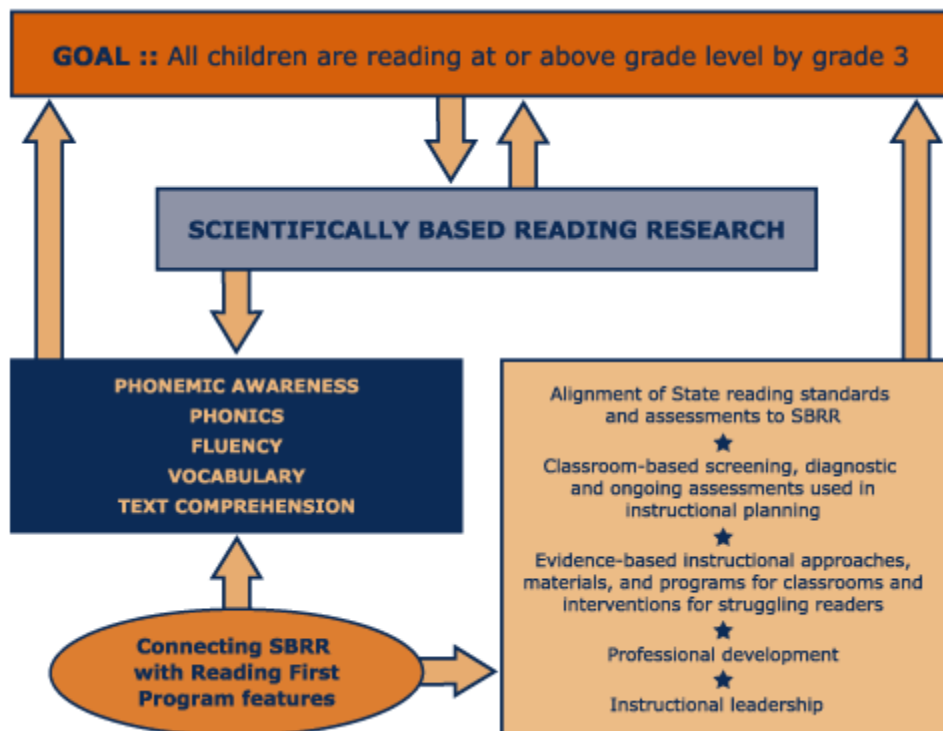 GOAL :: All children are reading at or above grade level by grade 3
SCIENTIFICALLY BASED READING RESEARCH
PHONEMIC AWARENESS
PHONICS
FLUENCY
VOCABULARY
TEXT COMPREHENSION
Alignment of State reading standards
and assessments to SBRR
Classroom-based screening, diagnostic
and ongoing assessments used in
instructional planning
Evidence-based instructional approaches,
materials, and programs for classrooms and
interventions for struggling readers
Professional development
Instructional leadership
Connecting SBRR
with Reading First
Program features